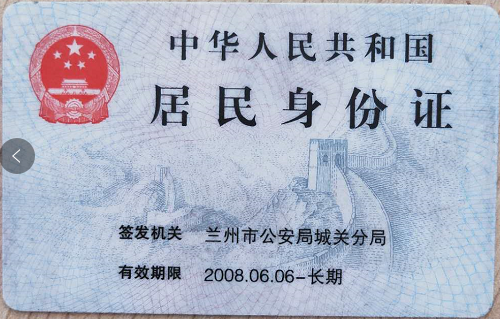 中华人民共和国
居民身份证
签发机关 兰州市公安局城关分局
有效期限 2008.06.06-长期